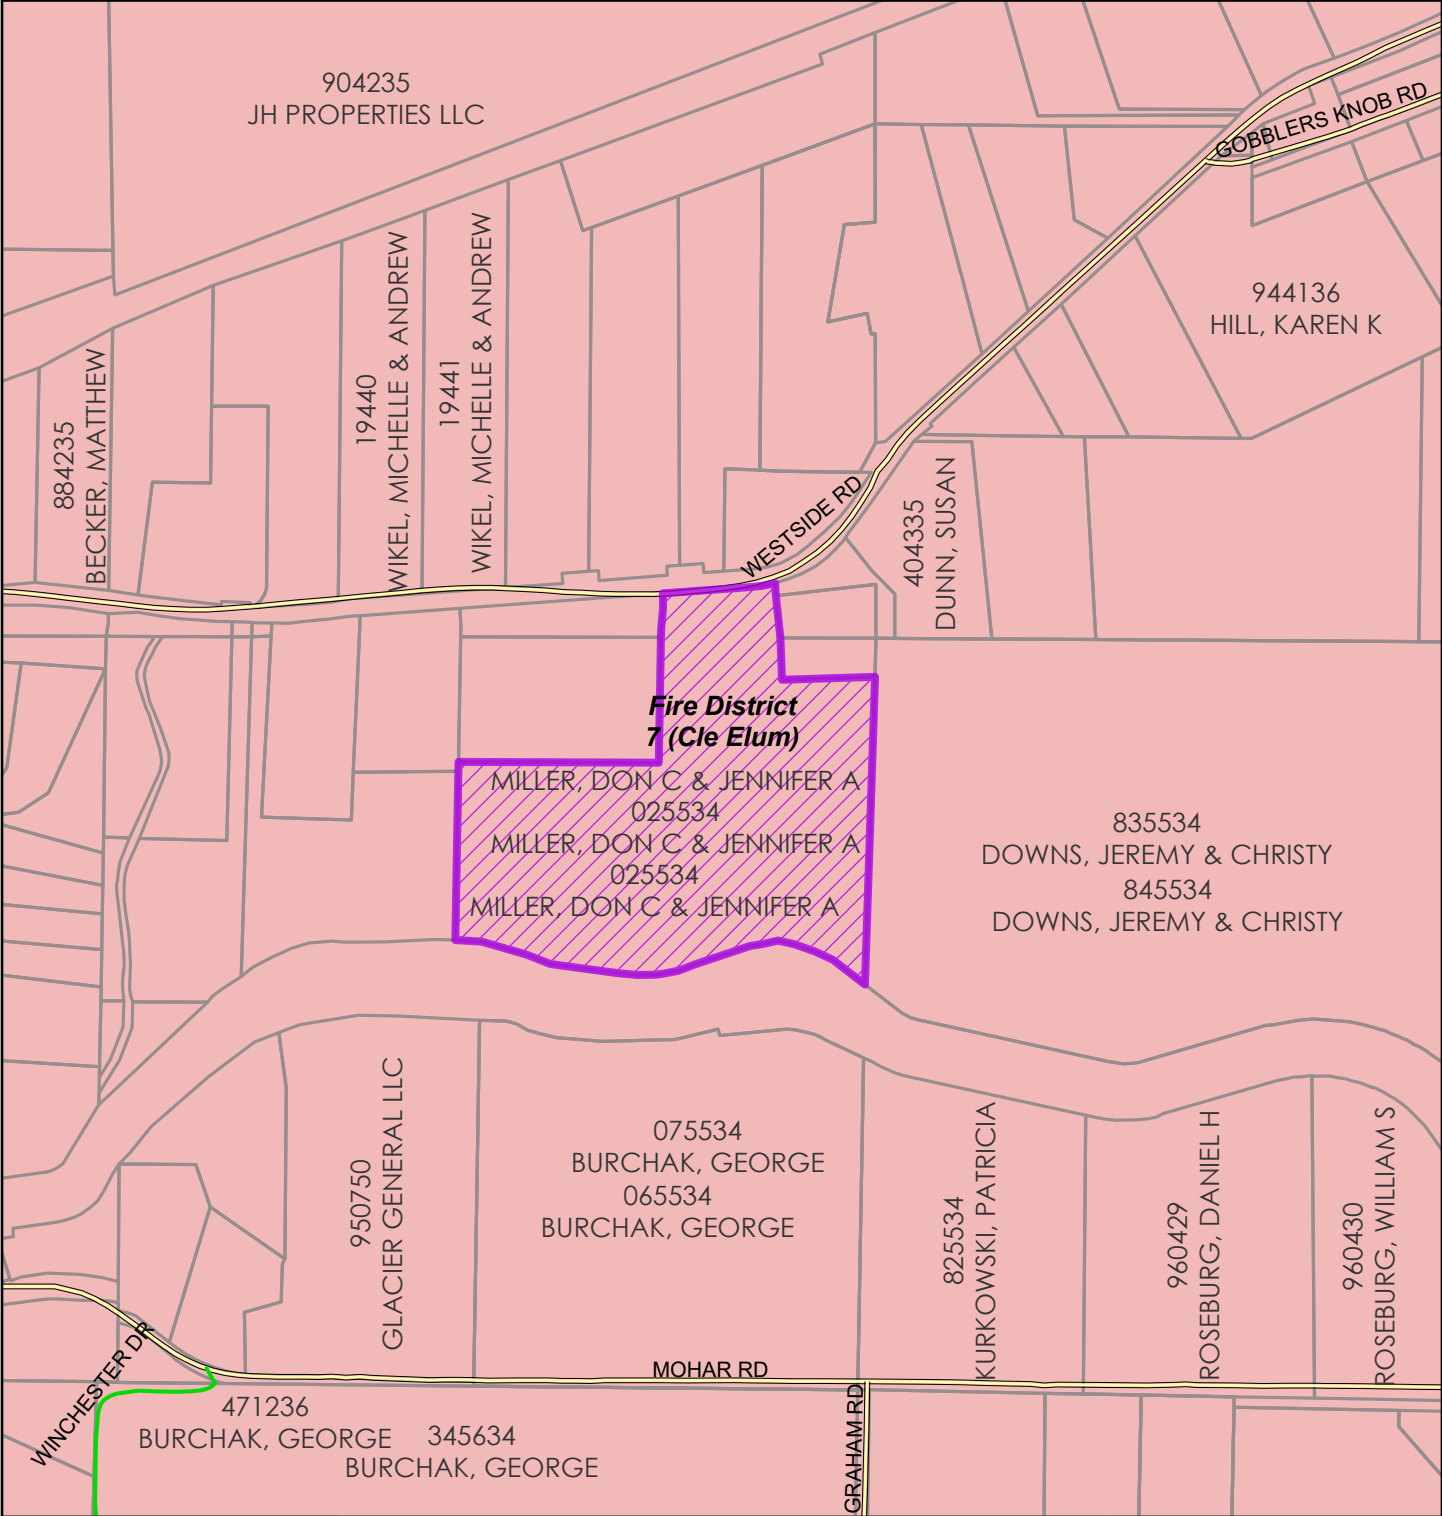 904235
JH PROPERTIES LLC
GOBBLERS KNOB RD
944136
HILL, KAREN K
884235
BECKER, MATTHEW
19440
WIKEL, MICHELLE & ANDREW
19441
WIKEL, MICHELLE & ANDREW
WESTSIDE RD
404335
DUNN, SUSAN
Fire District
7 (Cle Elum)
MILLER, DON C & JENNIFER A
025534
MILLER, DON C & JENNIFER A
025534
MILLER, DON C & JENNIFER A
835534
DOWNS, JEREMY & CHRISTY
845534
DOWNS, JEREMY & CHRISTY
950750
GLACIER GENERAL LLC
075534
BURCHAK, GEORGE
065534
BURCHAK, GEORGE
825534
KURKOWSKI, PATRICIA
960429
ROSEBURG, DANIEL H
960430
ROSEBURG, WILLIAM S
WINCHESTER DR
MOHAR RD
GRAHAM RD
471236
BURCHAK, GEORGE
345634
BURCHAK, GEORGE